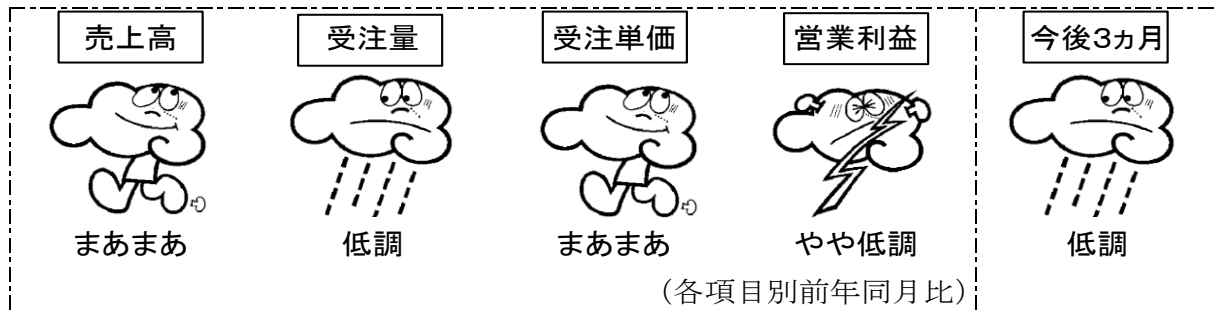 売上高 受注量 受注単価 営業利益 今後3ヵ月
まあまあ 低調 まあまあ やや低調 低調
(各項目別前年同月比)